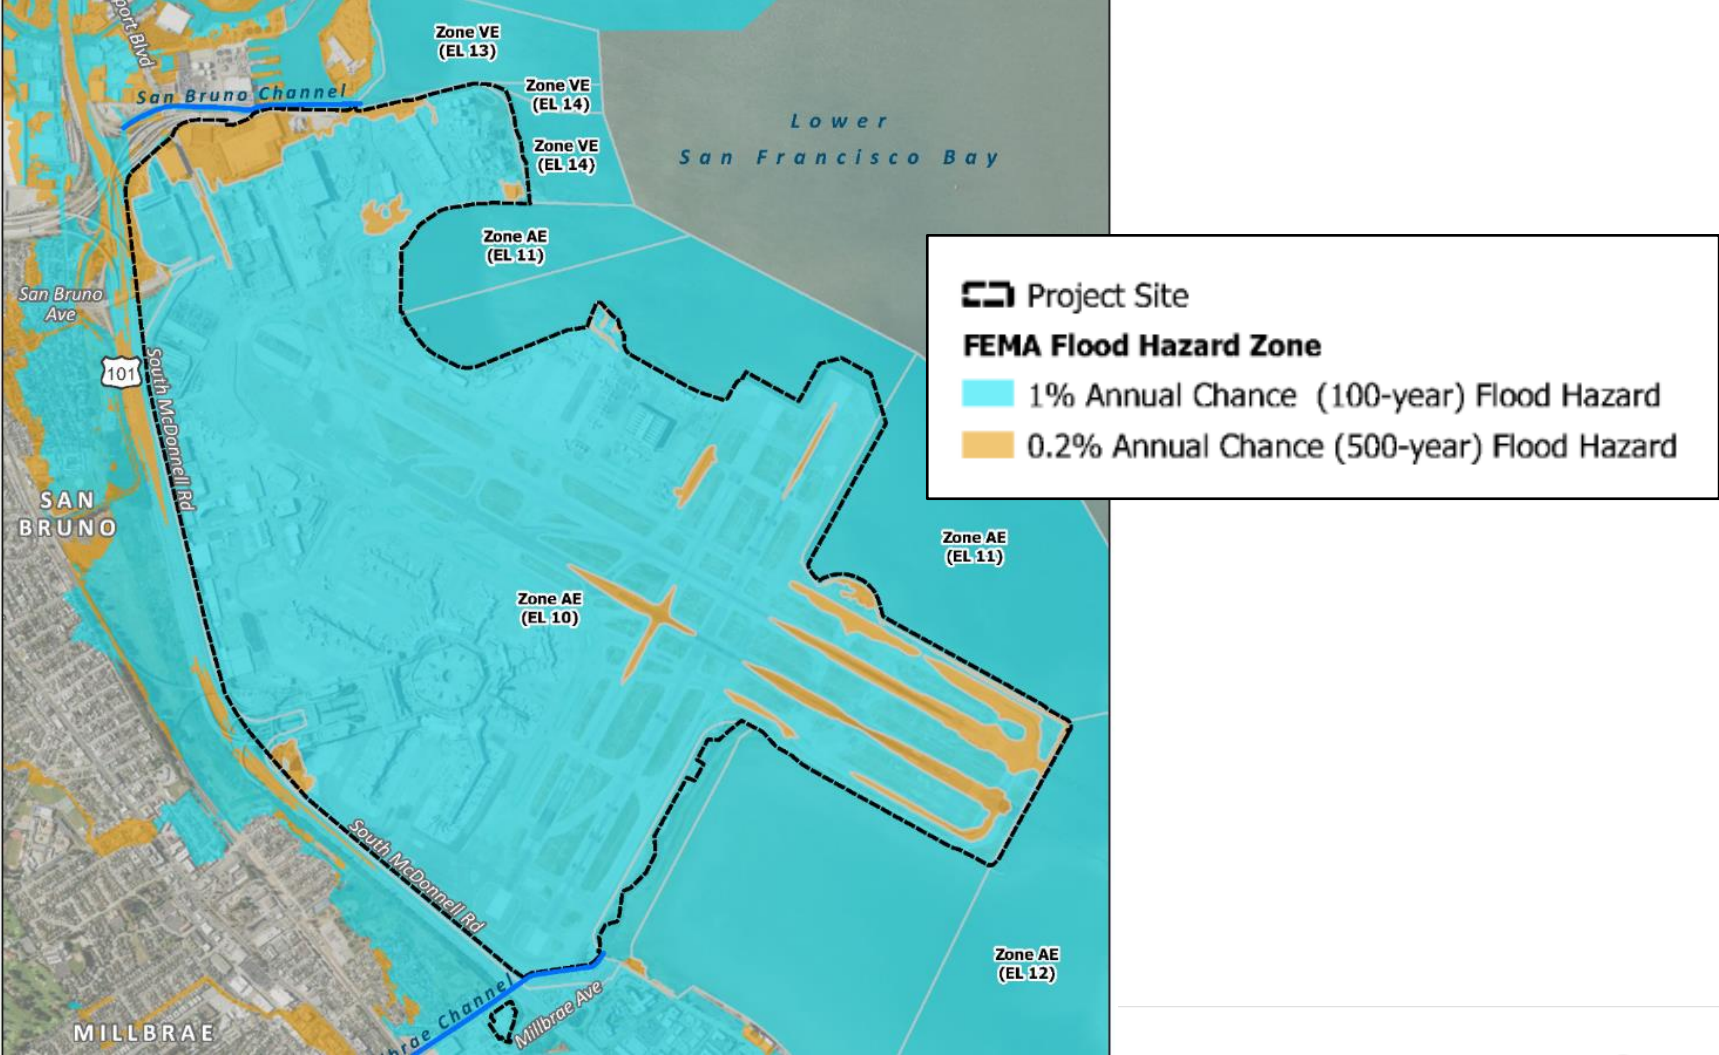 port Blvd
Zone VE
(EL 13)
San Bruno Channel
Zone VE
(EL 14)
Zone VE
(EL 14)
Lower
San Francisco Bay
Zone AE
(EL 11)
San Bruno
Ave
101
South McDonnell Rd
Project Site
FEMA Flood Hazard Zone
1% Annual Chance (100-year) Flood Hazard
0.2% Annual Chance (500-year) Flood Hazard
SAN
BRUNO
Zone AE
(EL 11)
Zone AE
(EL 10)
South McDonnell Rd
Zone AE
(EL 12)
brae Channel
Millbrae Ave
MILLBRAE